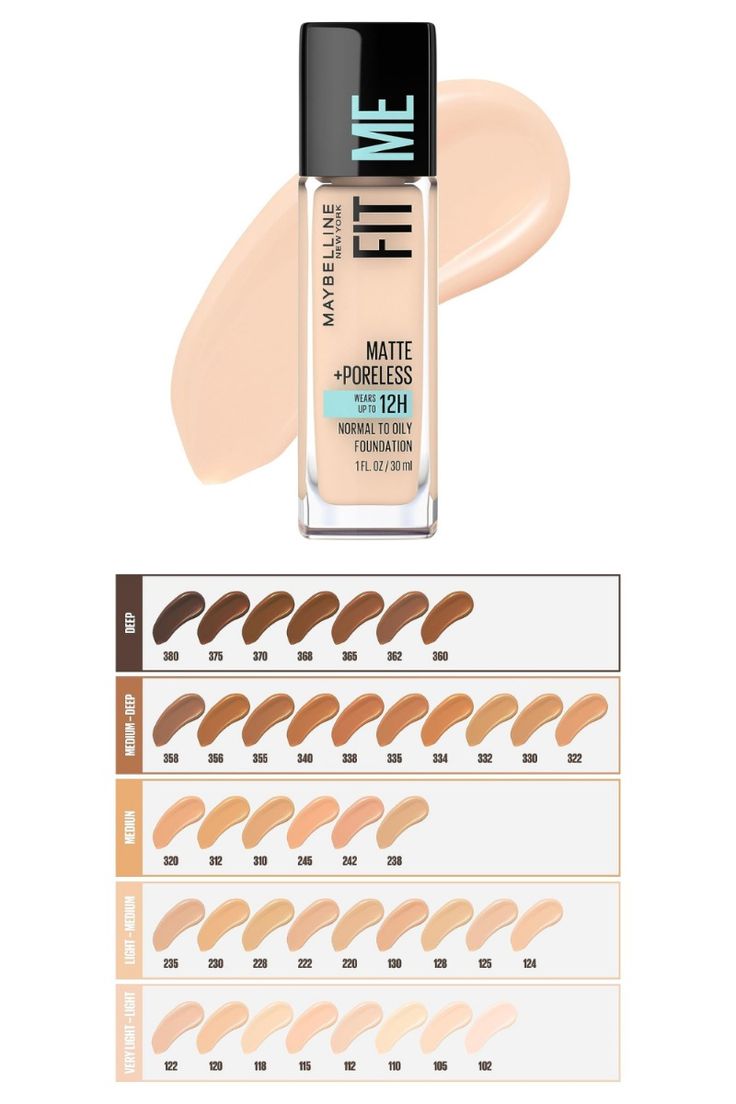 FIT ME
MAYBELLINE
NEW YORK
MATTE
+PORELESS
WEARS
UP TO 12H
NORMAL TO OILY
FOUNDATION
1 FL. OZ / 30 ml
DEEP
380 375 370 368 365 362 360
MEDIUM – DEEP
358 356 355 340 338 335 334 332 330 322
MEDIUN
320 312 310 245 242 238
LIGHT – MEDIUM
235 230 228 222 220 130 128 125 124
VERY LIGHT – LIGHT
122 120 118 115 112 110 105 102